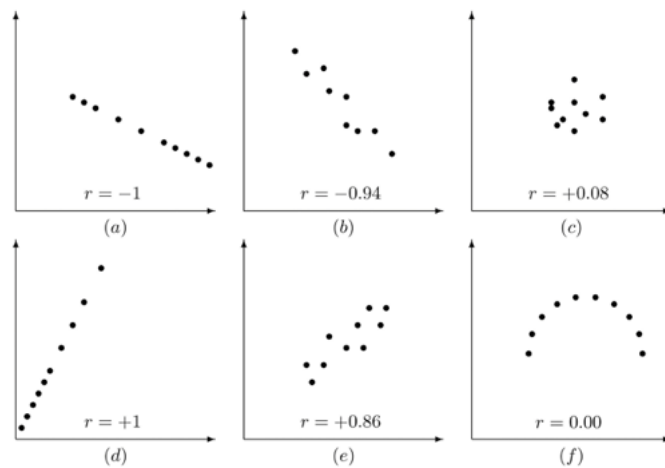 r = −1
r = −0.94
r = +0.08
(a)
(b)
(c)
r = +1
r = +0.86
r = 0.00
(d)
(e)
(f)